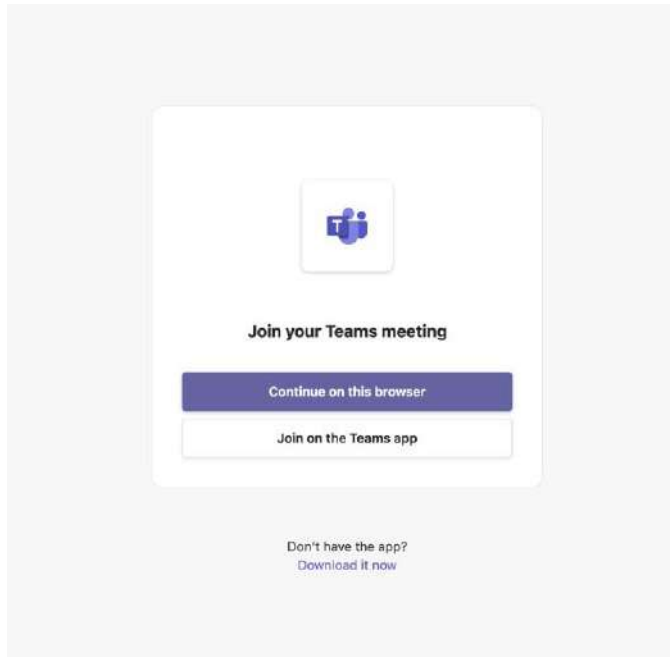 T
Join your Teams meeting
Continue on this browser
Join on the Teams app
Don't have the app?
Download it now